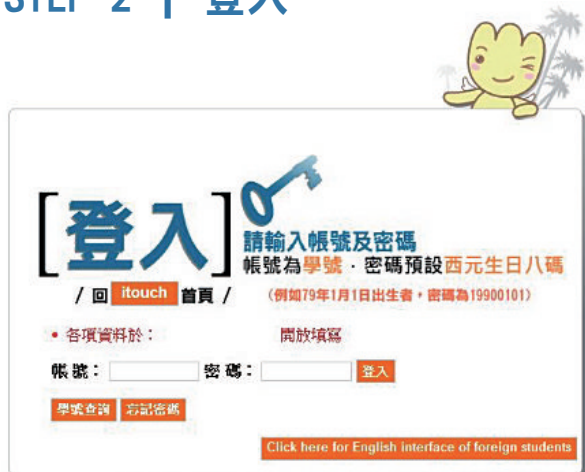 STEP 2 | 登入
[登入]
請輸入帳號及密碼
帳號為學號・密碼預設西元生日八碼
/ 回 itouch 首頁 /
(例如79年1月1日出生者,密碼為19900101)
• 各項資料於: 開放填寫
帳號: 密碼: 登入
學號查詢 忘記密碼
Click here for English interface of foreign students